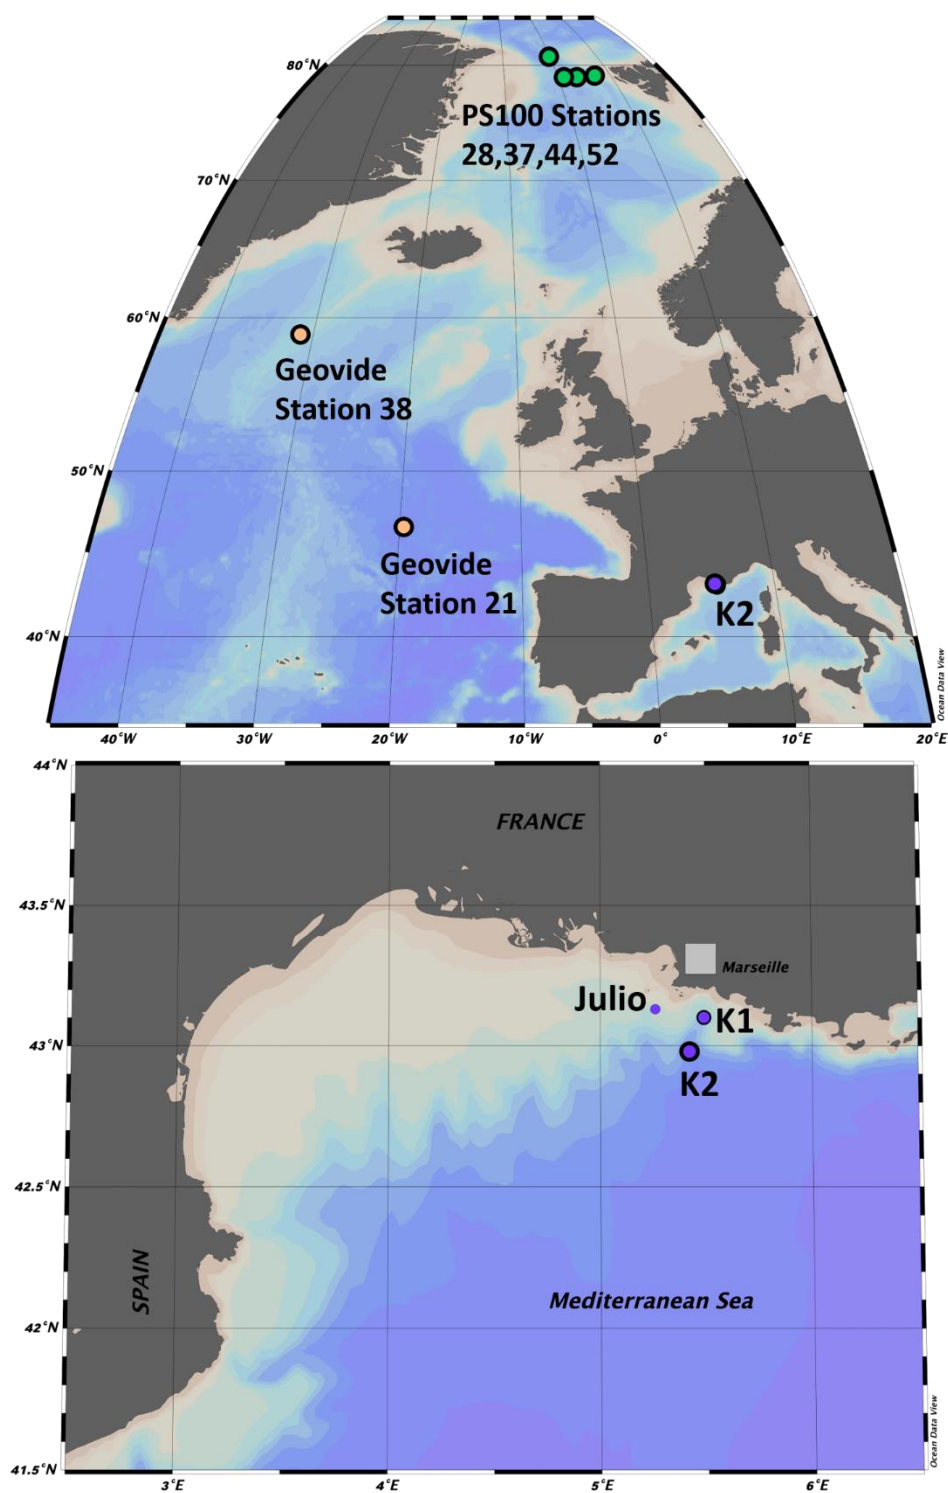 80°N
PS100 Stations
28,37,44,52
70°N
60°N
Geovide
Station 38
50°N
Geovide
Station 21
K2
40°N
Ocean Data View
40°W 30°W 20°W 10°W 0° 10°E 20°E
44°N
FRANCE
43.5°N
Marseille
Julio
K1
43°N
K2
42.5°N
SPAIN
Mediterranean Sea
42°N
Ocean Data View
41.5°N
3°E 4°E 5°E 6°E